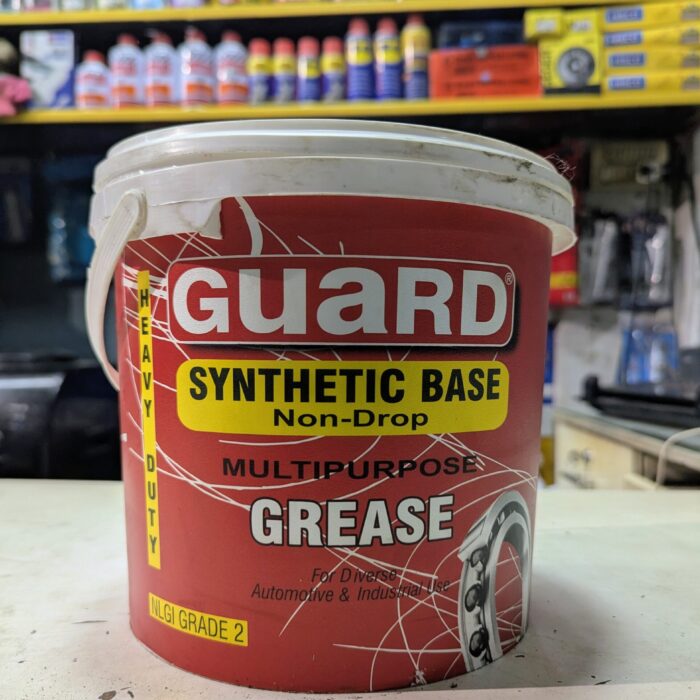 GUARD®
HEAVY DUTY
SYNTHETIC BASE
Non-Drop
MULTIPURPOSE
GREASE
For Diverse
Automotive & Industrial Use
NLGI GRADE 2